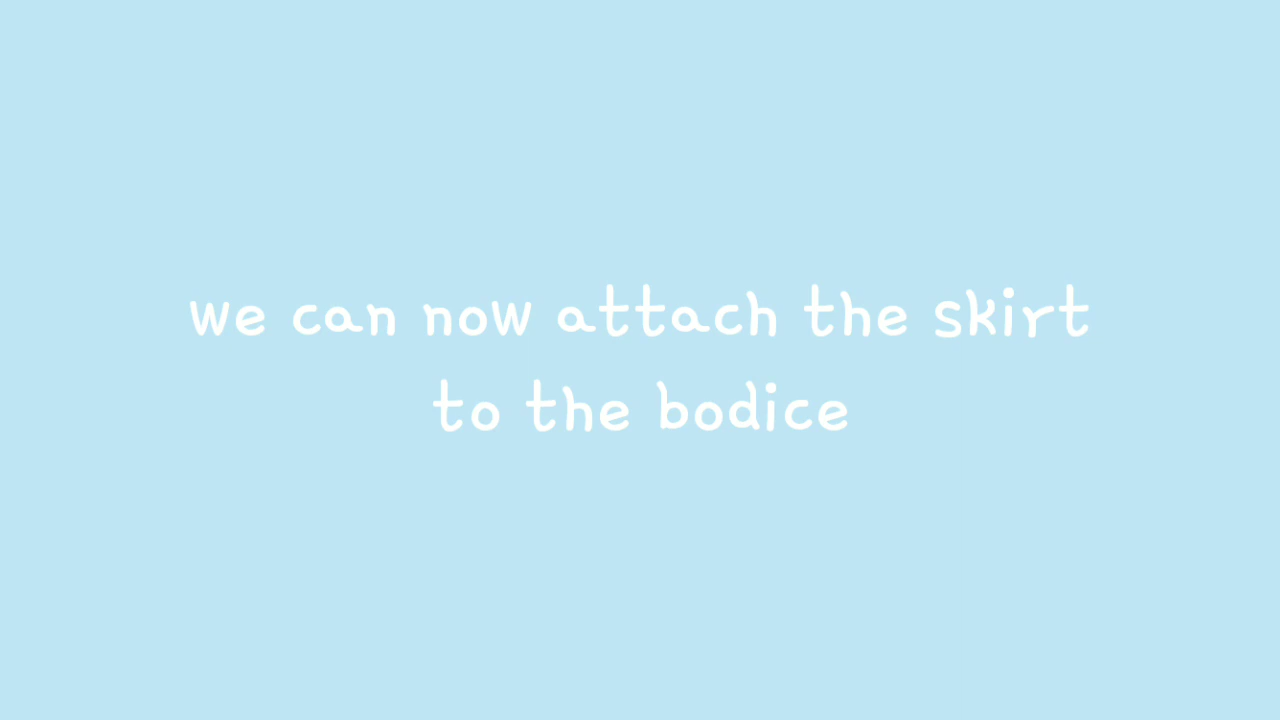 we can now attach the skirt
to the bodice